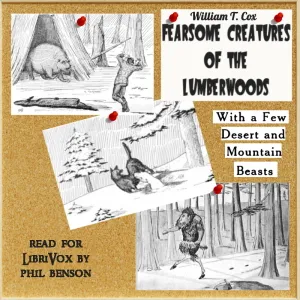 William T. Cox
FEARSOME CREATURES
OF THE
LUMBERWOODS
With a Few
Desert and
Mountain
Beasts
READ FOR
LIBRIVOX BY
PHIL BENSON